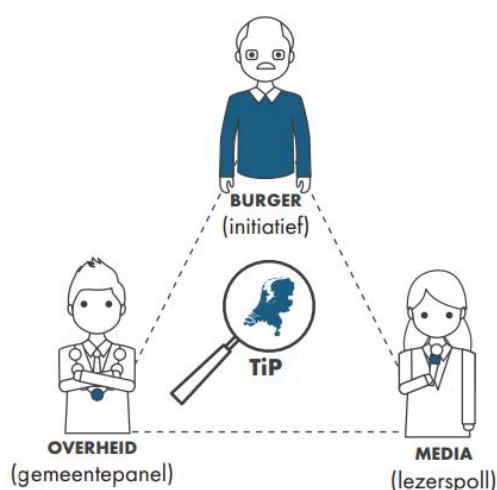 BURGER
(initiatief)
TiP
OVERHEID
(gemeentepanel)
MEDIA
(lezerspoll)